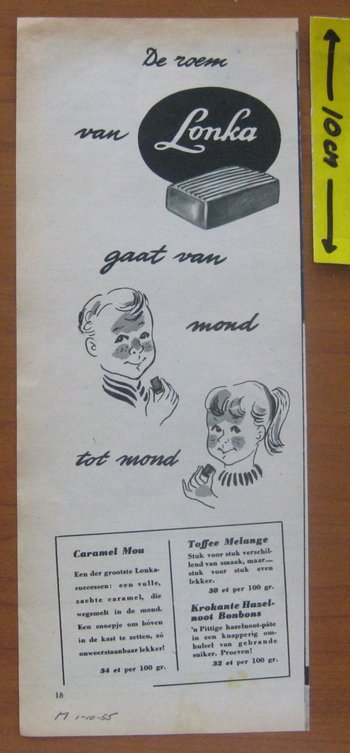 De roem
van Lonka
gaat van
mond
tot mond
Caramel Mou
Een der grootste Lonka-
successen: een volle,
zachte caramel, die
wegsmelt in de mond.
Een snoepje om bóven
in de kast te zetten, zó
onweerstaanbaar lekker!
34 ct per 100 gr.
Toffee Melange
Stuk voor stuk verschil-
lend van smaak, maar....
stuk voor stuk even
lekker.
30 ct per 100 gr.
Krokante Hazel-
noot Bonbons
'n Pittige hazelnoot-pâte
in een knapperig om-
hulsel van gebrande
suiker. Proeven!
32 ct per 100 gr.
18
M 1-10-55
10 cm